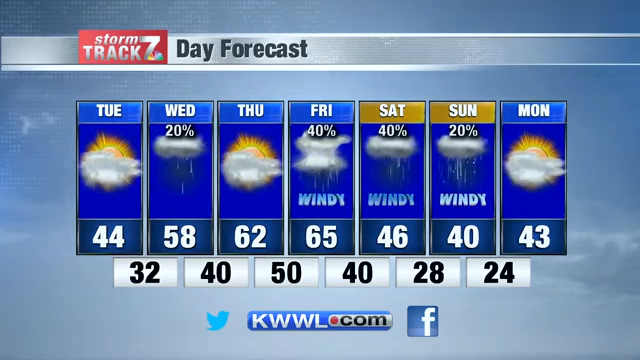 storm
TRACK 7 Day Forecast
TUE WED THU FRI SAT SUN MON
20% 40% 40% 20%
WINDY WINDY WINDY
44 58 62 65 46 40 43
32 40 50 40 28 24
KWWL.com f